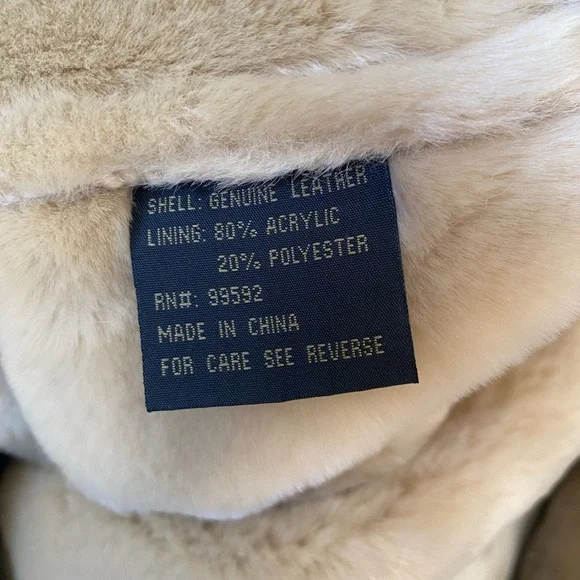 SHELL: GENUINE LEATHER
LINING: 80% ACRYLIC
20% POLYESTER
RN#: 99592
MADE IN CHINA
FOR CARE SEE REVERSE